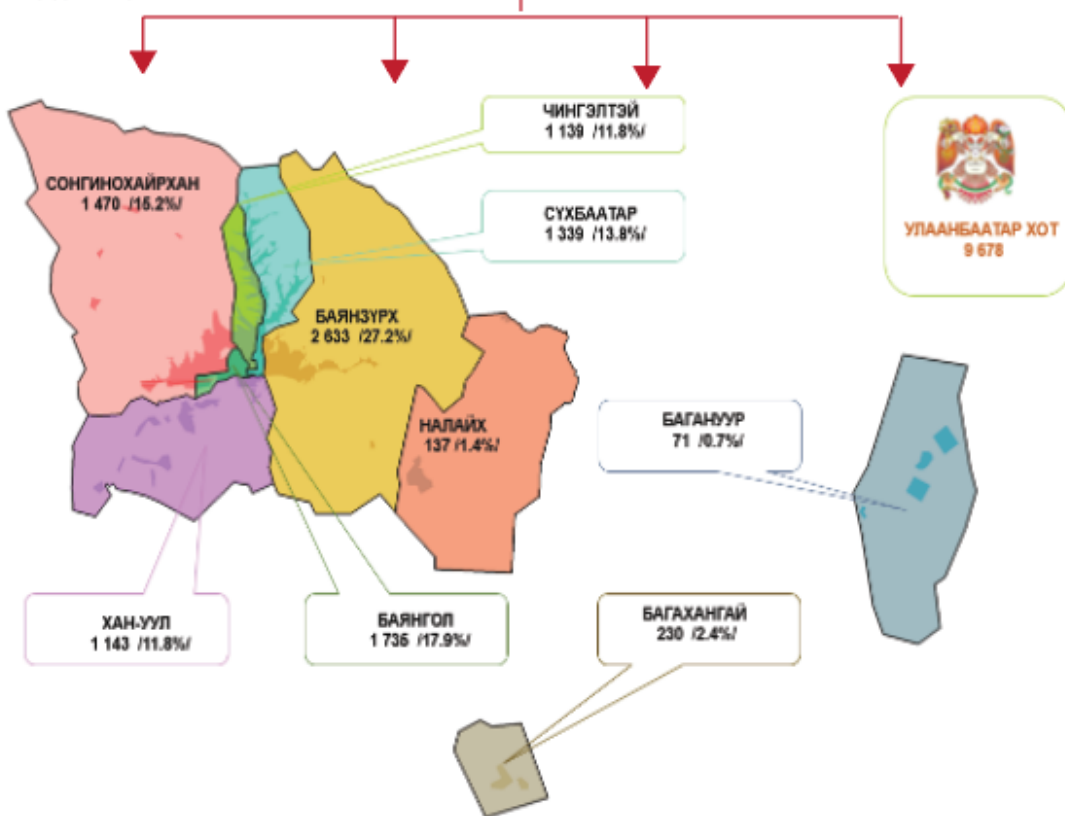 ЧИНГЭЛТЭЙ
1 139 /11.8%/
СОНГИНОХАЙРХАН
1 470 /15.2%/
СҮХБААТАР
1 339 /13.8%/
УЛААНБААТАР ХОТ
9 678
БАЯНЗҮРХ
2 633 /27.2%/
НАЛАЙХ
137 /1.4%/
БАГАНУУР
71 /0.7%/
ХАН-УУЛ
1 143 /11.8%/
БАЯНГОЛ
1 736 /17.9%/
БАГАХАНГАЙ
230 /2.4%/